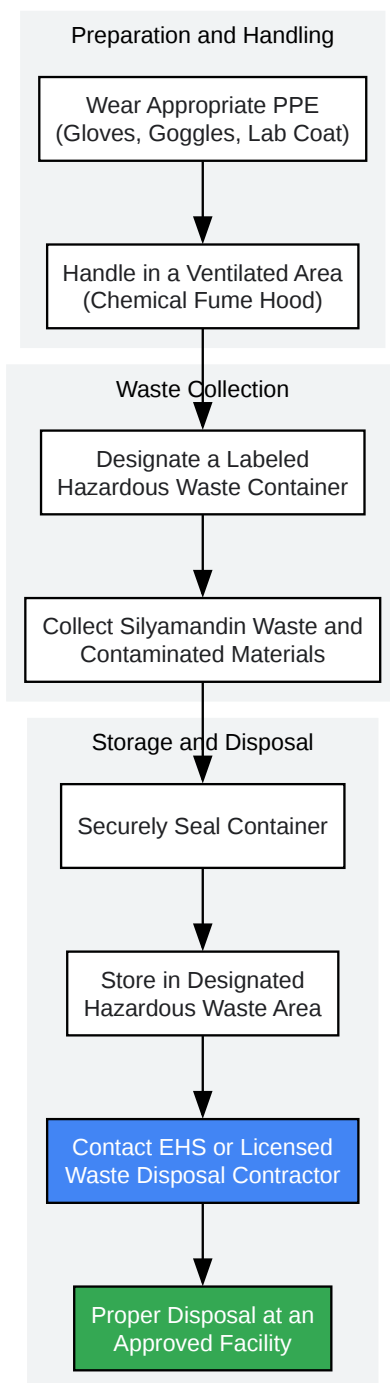 Preparation and Handling
Wear Appropriate PPE
(Gloves, Goggles, Lab Coat)
Handle in a Ventilated Area
(Chemical Fume Hood)
Waste Collection
Designate a Labeled
Hazardous Waste Container
Collect Silyamandin Waste and
Contaminated Materials
Storage and Disposal
Securely Seal Container
Store in Designated
Hazardous Waste Area
Contact EHS or Licensed
Waste Disposal Contractor
Proper Disposal at an
Approved Facility